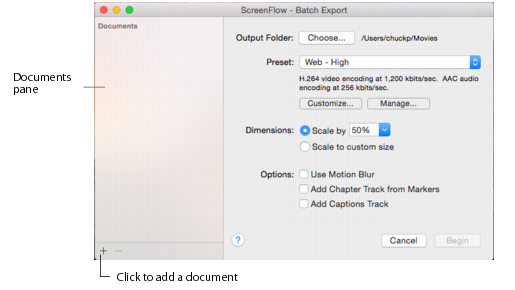 ScreenFlow - Batch Export
Documents
Output Folder: Choose... /Users/chuckp/Movies
Preset: Web - High
H.264 video encoding at 1,200 kbits/sec. AAC audio
encoding at 256 kbits/sec.
Customize... Manage...
Documents
pane
Dimensions: Scale by 50%
Scale to custom size
Options: Use Motion Blur
Add Chapter Track from Markers
Add Captions Track
+ − ? Cancel Begin
Click to add a document